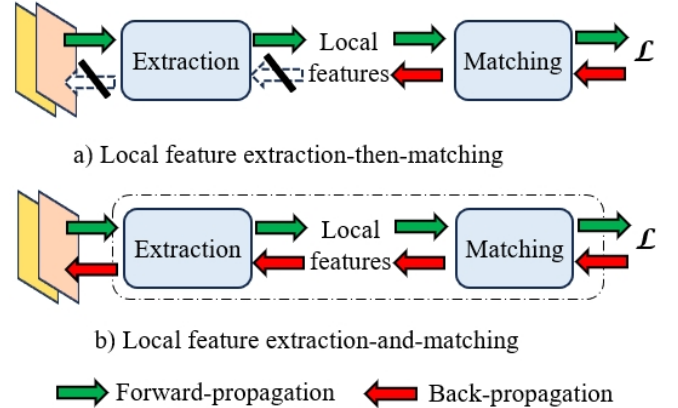 Extraction
Local
features
Matching
ℒ
a) Local feature extraction-then-matching
Extraction
Local
features
Matching
ℒ
b) Local feature extraction-and-matching
Forward-propagation
Back-propagation